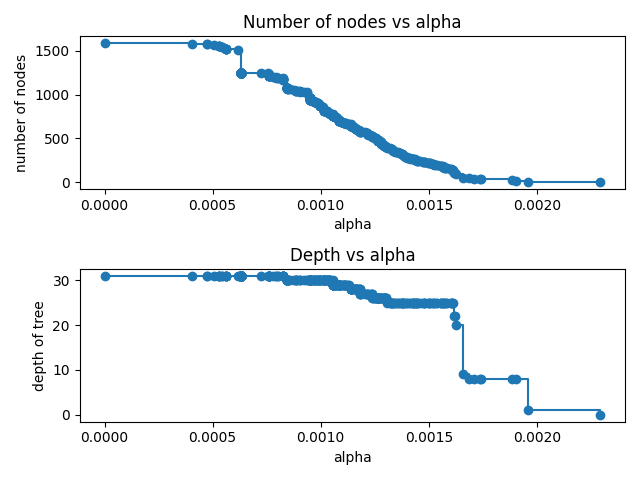 Number of nodes vs alpha
number of nodes
1500
1000
500
0
0.0000 0.0005 0.0010 0.0015 0.0020
alpha
Depth vs alpha
depth of tree
30
20
10
0
0.0000 0.0005 0.0010 0.0015 0.0020
alpha